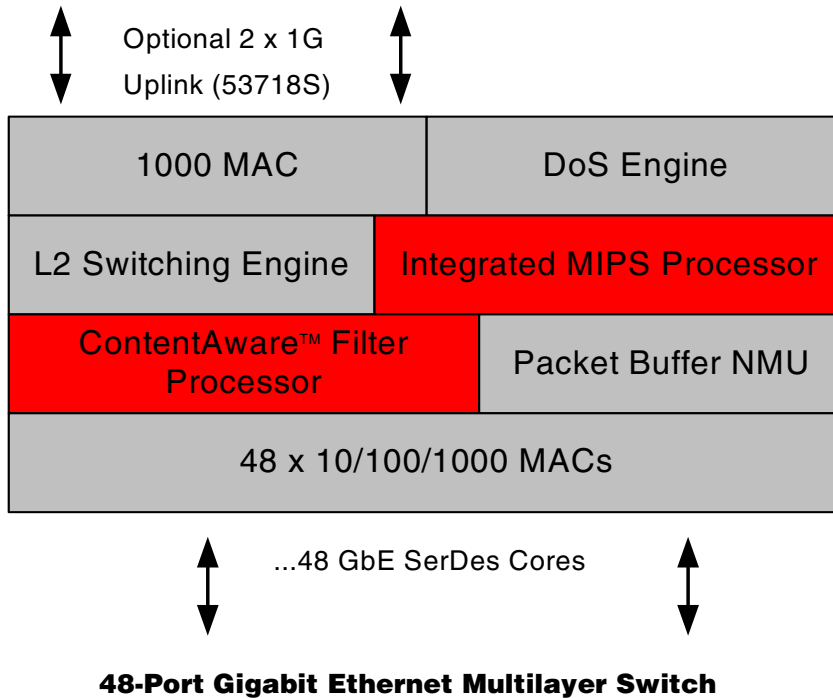 Optional 2 x 1G
Uplink (53718S)
1000 MAC
DoS Engine
L2 Switching Engine
Integrated MIPS Processor
ContentAware™ Filter
Processor
Packet Buffer NMU
48 x 10/100/1000 MACs
...48 GbE SerDes Cores
48-Port Gigabit Ethernet Multilayer Switch